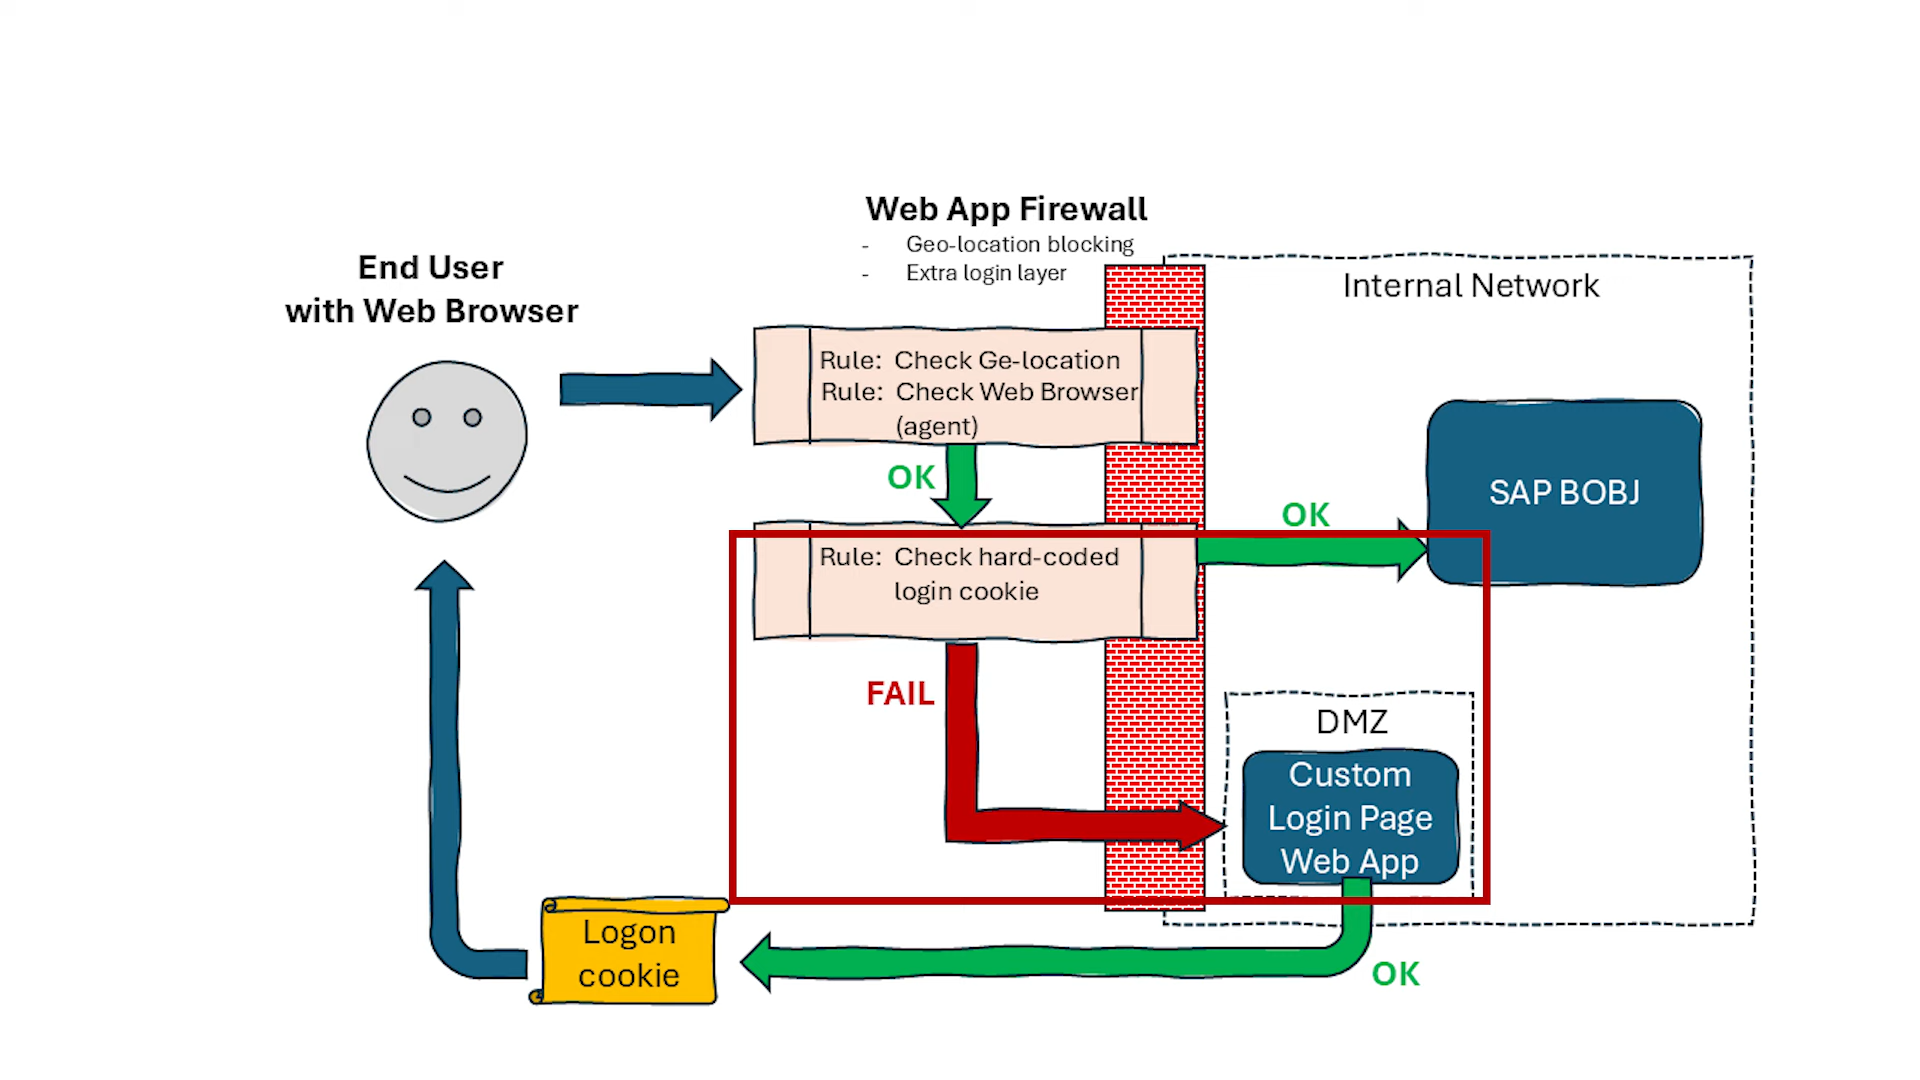 Web App Firewall
- Geo-location blocking
- Extra login layer
End User
with Web Browser
Internal Network
Rule: Check Ge-location
Rule: Check Web Browser
(agent)
OK
SAP BOBJ
OK
Rule: Check hard-coded
login cookie
FAIL
DMZ
Custom
Login Page
Web App
Logon
cookie
OK